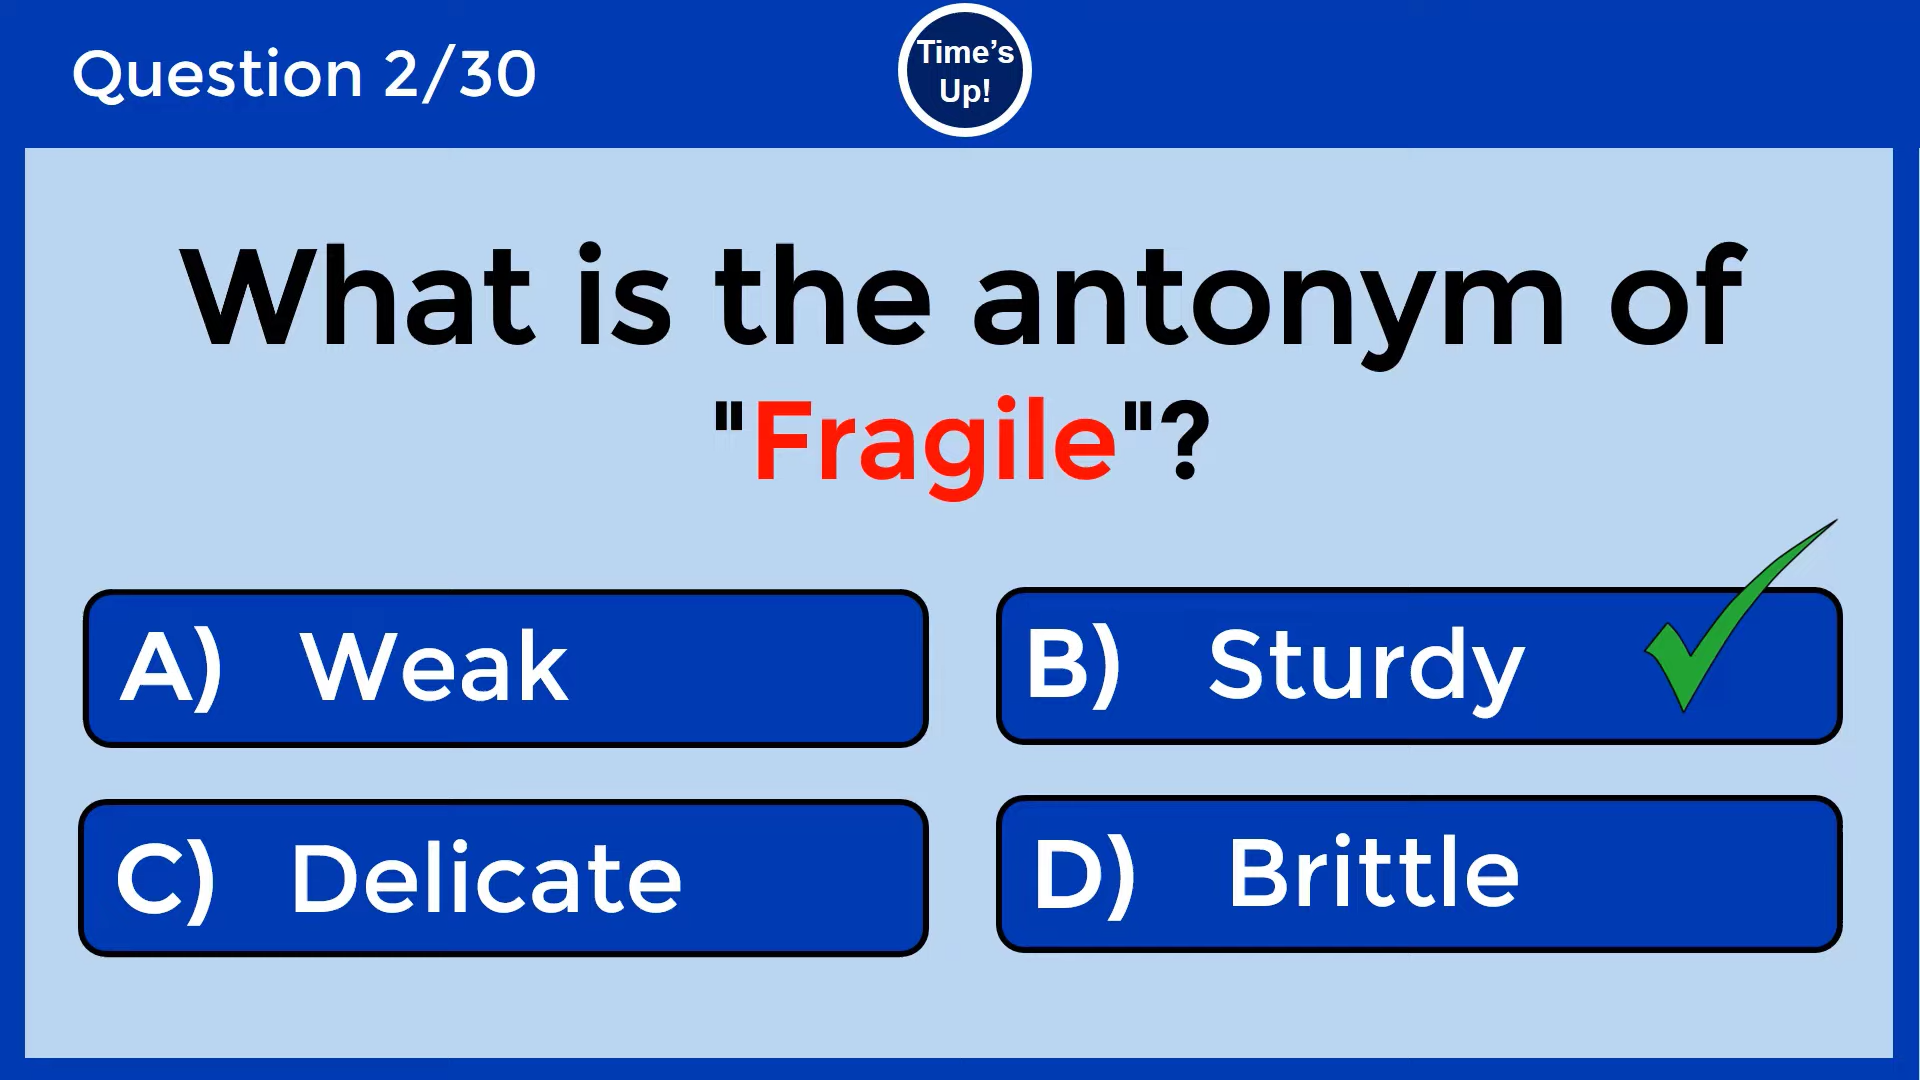 Question 2/30
Time's
Up!
What is the antonym of
"Fragile"?
A) Weak
B) Sturdy
C) Delicate
D) Brittle